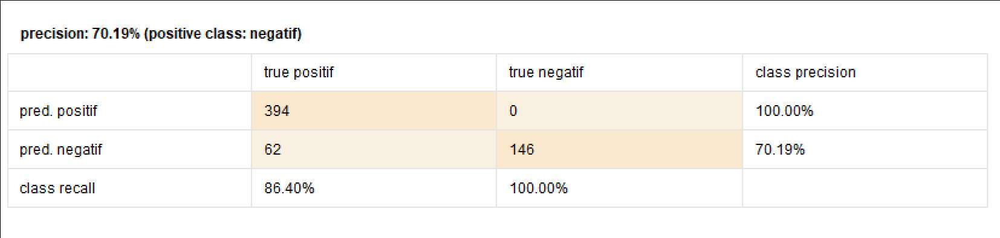 precision: 70.19% (positive class: negatif)
true positif true negatif class precision
pred. positif 394 0 100.00%
pred. negatif 62 146 70.19%
class recall 86.40% 100.00%